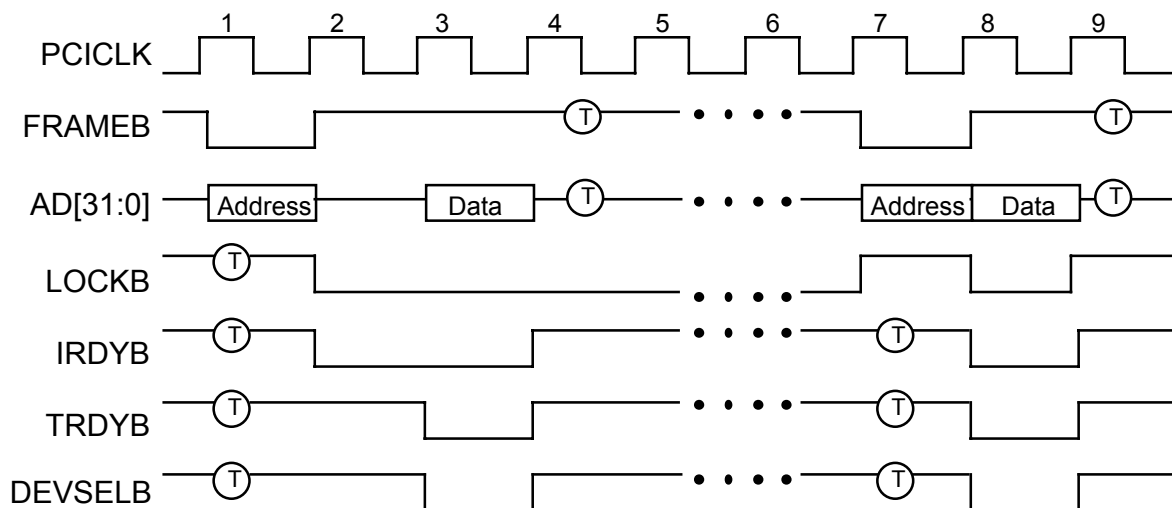 1 2 3 4 5 6 7 8 9
PCICLK
FRAMEB T T
AD[31:0] Address Data T Address Data T
LOCKB T
IRDYB T T
TRDYB T T
DEVSELB T T